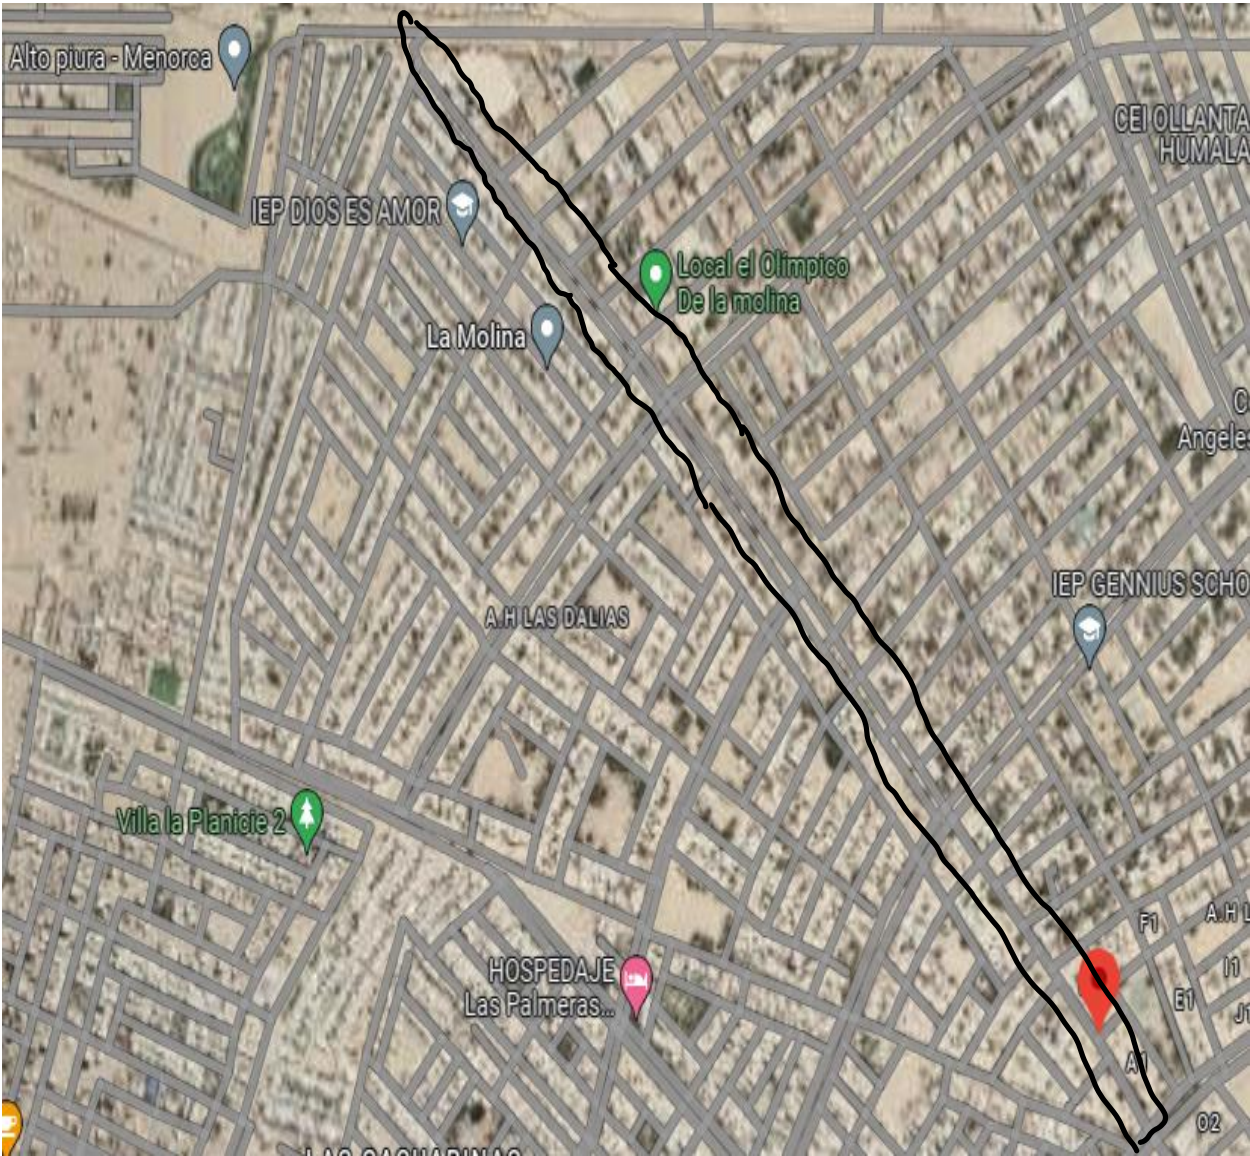 Alto piura - Menorca
CEI OLLANTA
HUMALA
IEP DIOS ES AMOR
Local el Olimpico
De la molina
La Molina
Angeles
IEP GENNIUS SCHO
A.H LAS DALIAS
Villa la Planicie 2
F1
A.H L
HOSPEDAJE
Las Palmeras...
I1
E1
J1
A1
O2